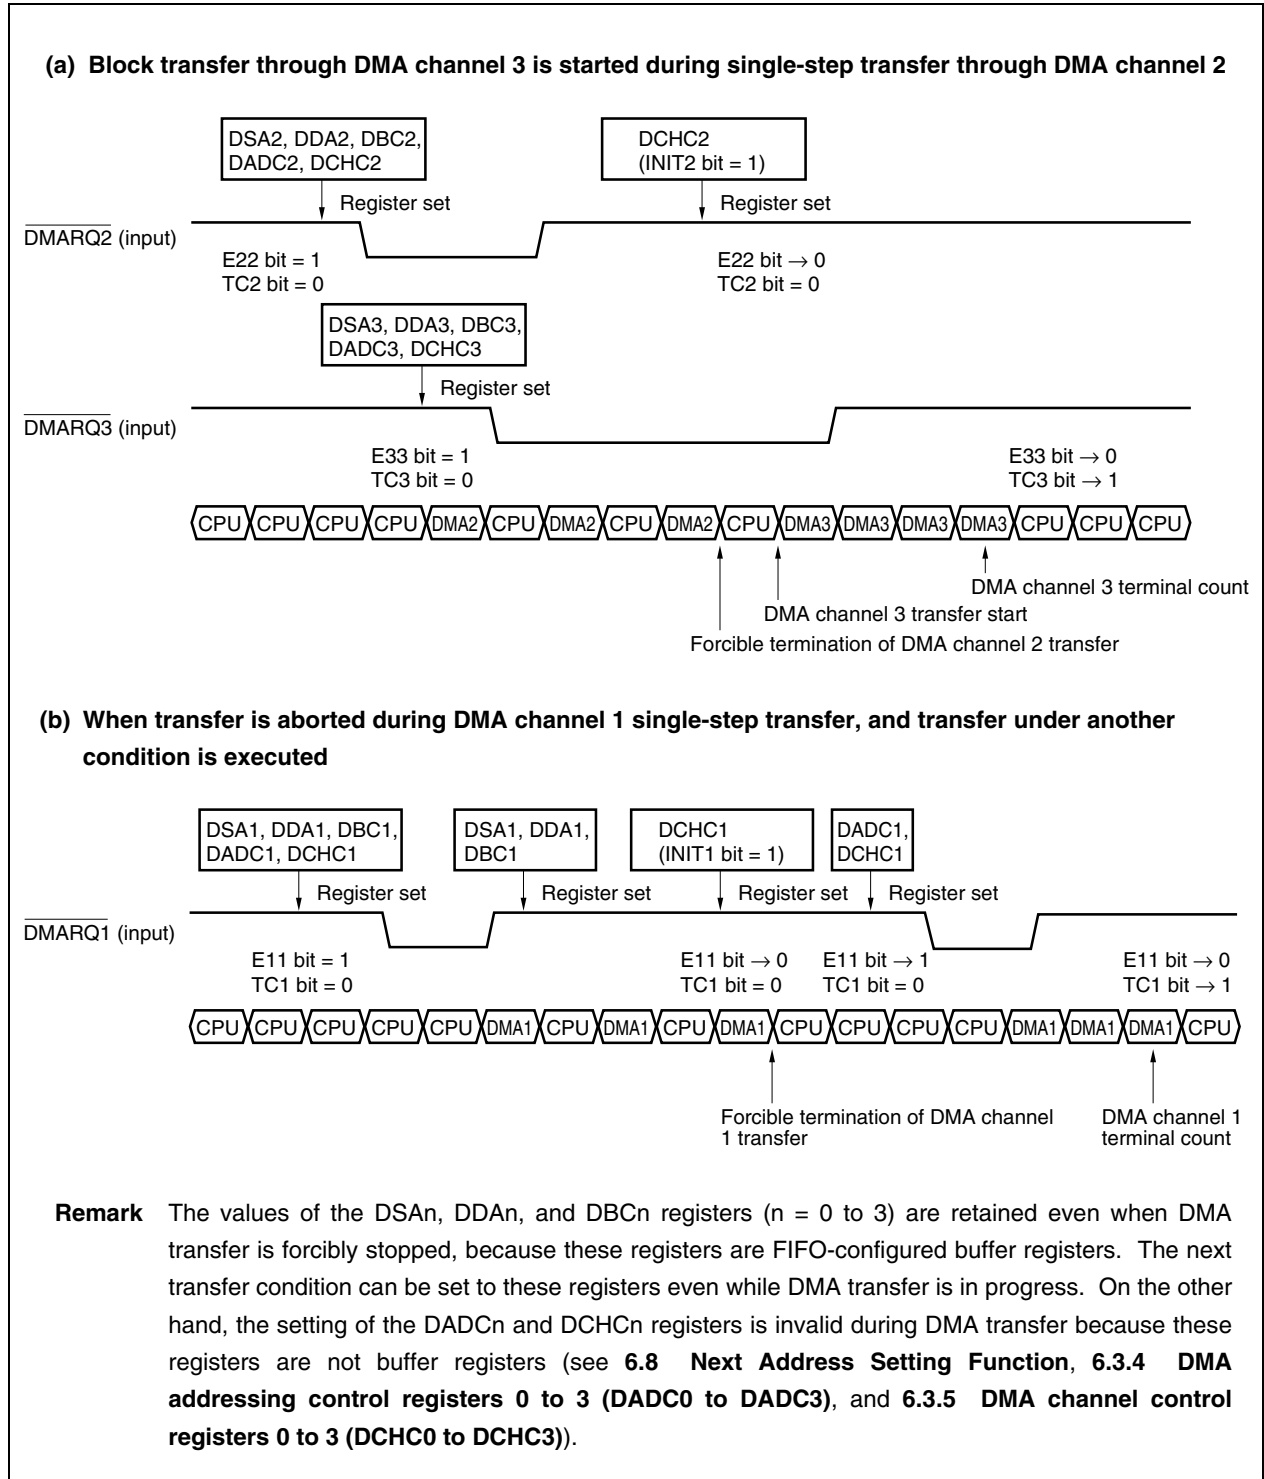 (a) Block transfer through DMA channel 3 is started during single-step transfer through DMA channel 2
DSA2, DDA2, DBC2,
DADC2, DCHC2
DCHC2
(INIT2 bit = 1)
Register set
Register set
DMARQ2 (input)
E22 bit = 1
TC2 bit = 0
E22 bit → 0
TC2 bit = 0
DSA3, DDA3, DBC3,
DADC3, DCHC3
Register set
DMARQ3 (input)
E33 bit = 1
TC3 bit = 0
E33 bit → 0
TC3 bit → 1
CPU CPU CPU CPU DMA2 CPU DMA2 CPU DMA2 CPU DMA3 DMA3 DMA3 DMA3 CPU CPU CPU
DMA channel 3 terminal count
DMA channel 3 transfer start
Forcible termination of DMA channel 2 transfer
(b) When transfer is aborted during DMA channel 1 single-step transfer, and transfer under another
condition is executed
DSA1, DDA1, DBC1,
DADC1, DCHC1
DSA1, DDA1,
DBC1
DCHC1
(INIT1 bit = 1)
DADC1,
DCHC1
Register set
Register set
Register set
Register set
DMARQ1 (input)
E11 bit = 1
TC1 bit = 0
E11 bit → 0
TC1 bit = 0
E11 bit → 1
TC1 bit = 0
E11 bit → 0
TC1 bit → 1
CPU CPU CPU CPU CPU DMA1 CPU DMA1 CPU DMA1 CPU CPU CPU CPU DMA1 DMA1 DMA1 CPU
Forcible termination of DMA channel
1 transfer
DMA channel 1
terminal count
Remark The values of the DSAn, DDAn, and DBCn registers (n = 0 to 3) are retained even when DMA
transfer is forcibly stopped, because these registers are FIFO-configured buffer registers. The next
transfer condition can be set to these registers even while DMA transfer is in progress. On the other
hand, the setting of the DADCn and DCHCn registers is invalid during DMA transfer because these
registers are not buffer registers (see 6.8 Next Address Setting Function, 6.3.4 DMA
addressing control registers 0 to 3 (DADC0 to DADC3), and 6.3.5 DMA channel control
registers 0 to 3 (DCHC0 to DCHC3)).